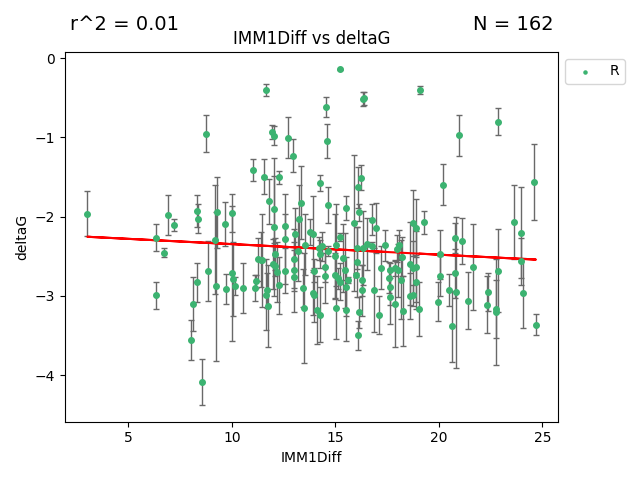 r^2 = 0.01
N = 162
IMM1Diff vs deltaG
R
0
−1
−2
−3
−4
deltaG
5
10
15
20
25
IMM1Diff